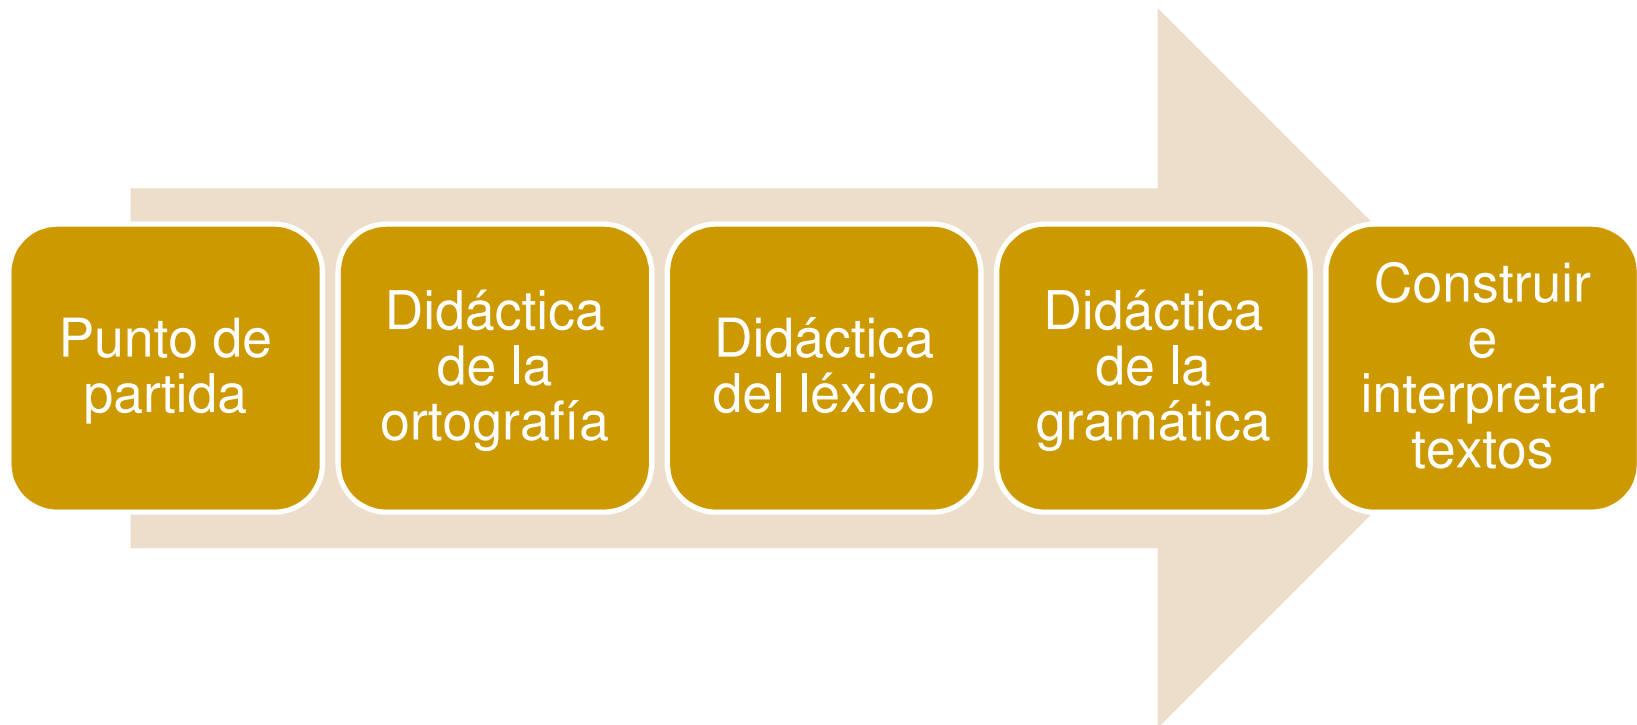 Punto de
partida
Didáctica
de la
ortografía
Didáctica
del léxico
Didáctica
de la
gramática
Construir
e
interpretar
textos